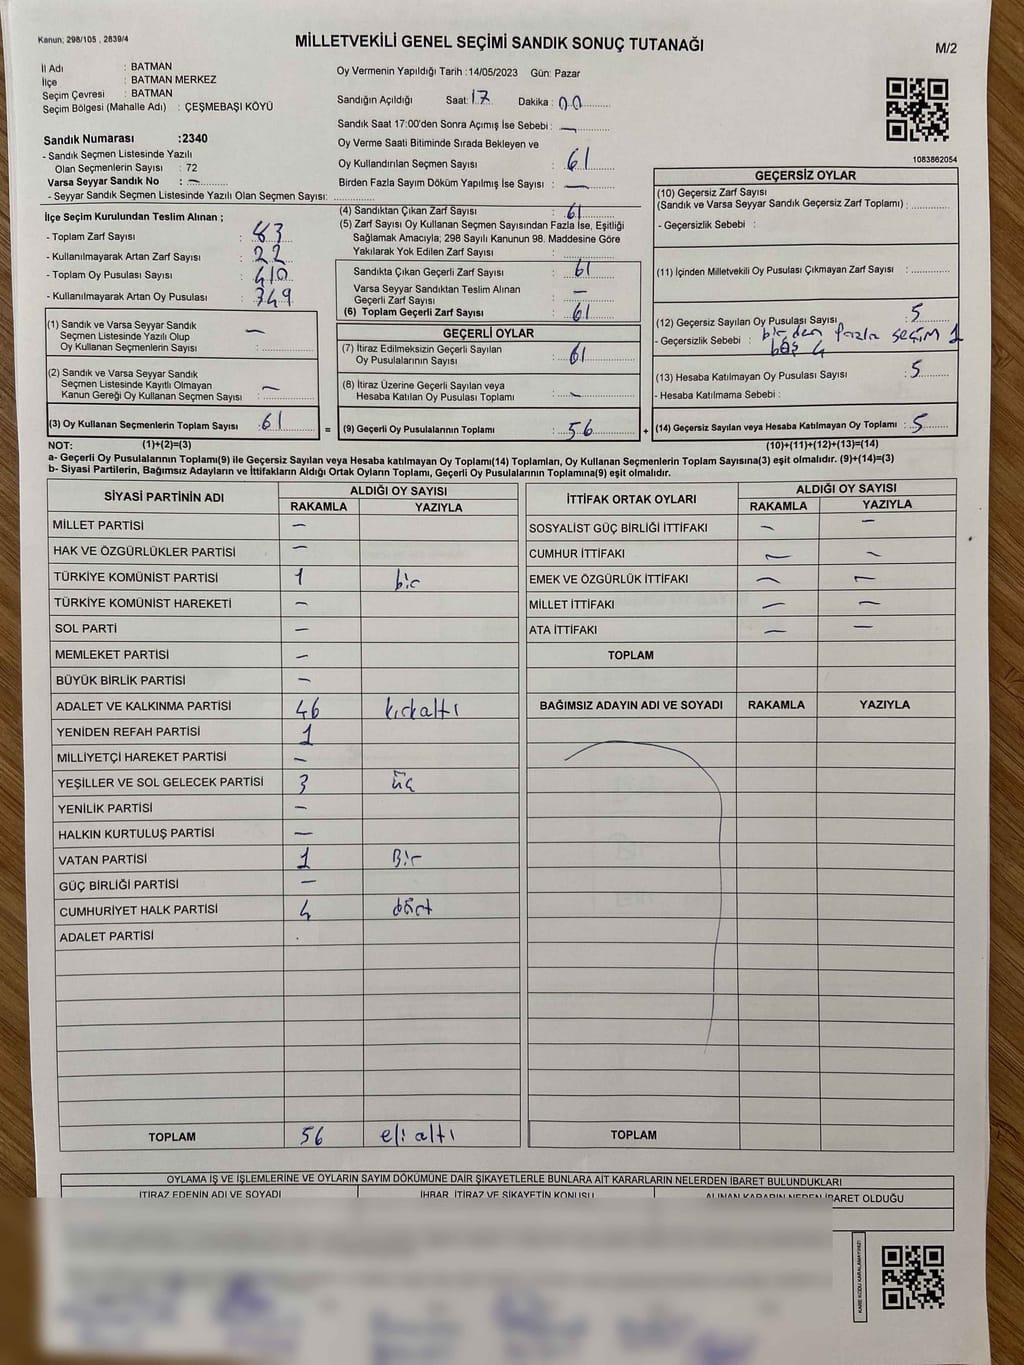 Kanun; 298/105 , 2839/4
MİLLETVEKİLİ GENEL SEÇİMİ SANDIK SONUÇ TUTANAĞI
M/2
İl Adı : BATMAN
İlçe : BATMAN MERKEZ
Seçim Çevresi : BATMAN
Seçim Bölgesi (Mahalle Adı) : ÇEŞMEBAŞI KÖYÜ
Sandık Numarası :2340
- Sandık Seçmen Listesinde Yazılı
Olan Seçmenlerin Sayısı : 72
Varsa Seyyar Sandık No : –
- Seyyar Sandık Seçmen Listesinde Yazılı Olan Seçmen Sayısı:
Oy Vermenin Yapıldığı Tarih :14/05/2023 Gün: Pazar
Sandığın Açıldığı Saat: 17 Dakika : 00
Sandık Saat 17:00'den Sonra Açımış İse Sebebi : –
Oy Verme Saati Bitiminde Sırada Bekleyen ve
Oy Kullandırılan Seçmen Sayısı : 61
Birden Fazla Sayım Döküm Yapılmış İse Sayısı : –
1083862054
İlçe Seçim Kurulundan Teslim Alınan ;
- Toplam Zarf Sayısı : 83
- Kullanılmayarak Artan Zarf Sayısı : 22
- Toplam Oy Pusulası Sayısı : 410
- Kullanılmayarak Artan Oy Pusulası : 349
(1) Sandık ve Varsa Seyyar Sandık
Seçmen Listesinde Yazılı Olup
Oy Kullanan Seçmenlerin Sayısı : –
(2) Sandık ve Varsa Seyyar Sandık
Seçmen Listesinde Kayıtlı Olmayan
Kanun Gereği Oy Kullanan Seçmen Sayısı : –
(3) Oy Kullanan Seçmenlerin Toplam Sayısı : 61
(1)+(2)=(3)
(4) Sandıktan Çıkan Zarf Sayısı : 61
(5) Zarf Sayısı Oy Kullanan Seçmen Sayısından Fazla İse, Eşitliği
Sağlamak Amacıyla; 298 Sayılı Kanunun 98. Maddesine Göre
Yakılarak Yok Edilen Zarf Sayısı :
Sandıkta Çıkan Geçerli Zarf Sayısı : 61
Varsa Seyyar Sandıktan Teslim Alınan
Geçerli Zarf Sayısı : –
(6) Toplam Geçerli Zarf Sayısı : 61
GEÇERLİ OYLAR
(7) İtiraz Edilmeksizin Geçerli Sayılan
Oy Pusulalarının Sayısı : 61
(8) İtiraz Üzerine Geçerli Sayılan veya
Hesaba Katılan Oy Pusulası Toplamı : –
= (9) Geçerli Oy Pusulalarının Toplamı : 56 +
GEÇERSİZ OYLAR
(10) Geçersiz Zarf Sayısı
(Sandık ve Varsa Seyyar Sandık Geçersiz Zarf Toplamı) :
- Geçersizlik Sebebi :
(11) İçinden Milletvekili Oy Pusulası Çıkmayan Zarf Sayısı :
(12) Geçersiz Sayılan Oy Pusulası Sayısı : 5
- Geçersizlik Sebebi : birden fazla seçim 1
boş 4
(13) Hesaba Katılmayan Oy Pusulası Sayısı : 5
- Hesaba Katılmama Sebebi :
(14) Geçersiz Sayılan veya Hesaba Katılmayan Oy Toplamı : 5
(10)+(11)+(12)+(13)=(14)
NOT:
a- Geçerli Oy Pusulalarının Toplamı(9) ile Geçersiz Sayılan veya Hesaba katılmayan Oy Toplamı(14) Toplamları, Oy Kullanan Seçmenlerin Toplam Sayısına(3) eşit olmalıdır. (9)+(14)=(3)
b- Siyasi Partilerin, Bağımsız Adayların ve İttifakların Aldığı Ortak Oyların Toplamı, Geçerli Oy Pusulalarının Toplamına(9) eşit olmalıdır.
SİYASİ PARTİNİN ADI ALDIĞI OY SAYISI
RAKAMLA YAZIYLA
MİLLET PARTİSİ –
HAK VE ÖZGÜRLÜKLER PARTİSİ –
TÜRKİYE KOMÜNİST PARTİSİ 1 bir
TÜRKİYE KOMÜNİST HAREKETİ –
SOL PARTİ –
MEMLEKET PARTİSİ –
BÜYÜK BİRLİK PARTİSİ –
ADALET VE KALKINMA PARTİSİ 46 kırkaltı
YENİDEN REFAH PARTİSİ 1
MİLLİYETÇİ HAREKET PARTİSİ –
YEŞİLLER VE SOL GELECEK PARTİSİ 3 üç
YENİLİK PARTİSİ –
HALKIN KURTULUŞ PARTİSİ –
VATAN PARTİSİ 1 Bir
GÜÇ BİRLİĞİ PARTİSİ –
CUMHURİYET HALK PARTİSİ 4 dört
ADALET PARTİSİ .
TOPLAM 56 eli altı
İTTİFAK ORTAK OYLARI ALDIĞI OY SAYISI
RAKAMLA YAZIYLA
SOSYALİST GÜÇ BİRLİĞİ İTTİFAKI – –
CUMHUR İTTİFAKI – –
EMEK VE ÖZGÜRLÜK İTTİFAKI – –
MİLLET İTTİFAKI – –
ATA İTTİFAKI – –
TOPLAM
BAĞIMSIZ ADAYIN ADI VE SOYADI RAKAMLA YAZIYLA
TOPLAM
OYLAMA İŞ VE İŞLEMLERİNE VE OYLARIN SAYIM DÖKÜMÜNE DAİR ŞİKAYETLERLE BUNLARA AİT KARARLARIN NELERDEN İBARET BULUNDUKLARI
İTİRAZ EDENİN ADI VE SOYADI İHBAR, İTİRAZ VE ŞİKAYETİN KONUSU ALINAN KARARIN NEDEN İBARET OLDUĞU
KARE KODU KARALAMAYINIZ!